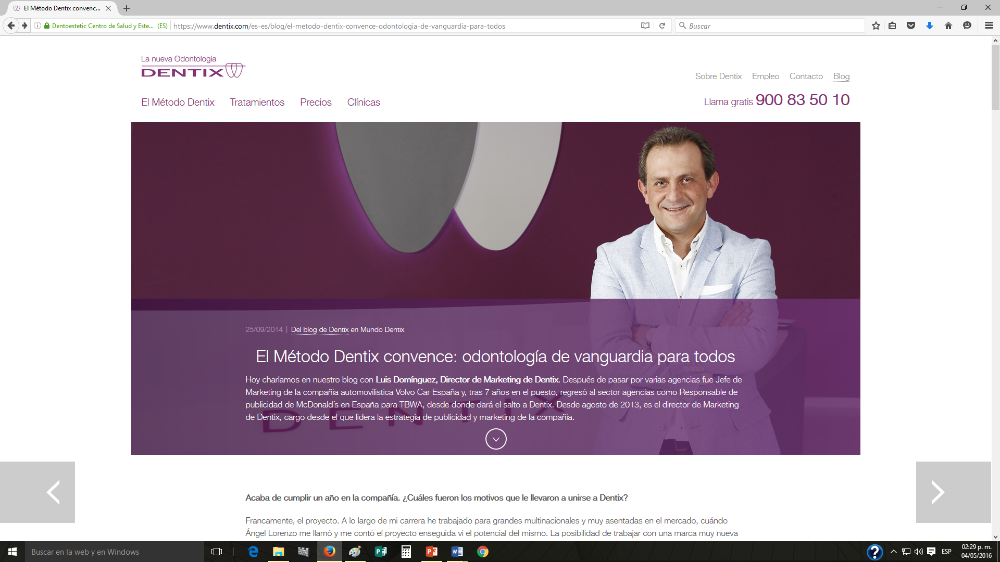 El Método Dentix convenc...
Dentoestetic Centro de Salud y Este... (ES)
https://www.dentix.com/es-es/blog/el-metodo-dentix-convence-odontologia-de-vanguardia-para-todos
Buscar
La nueva Odontología
DENTIX
Sobre Dentix Empleo Contacto Blog
El Método Dentix Tratamientos Precios Clínicas
Llama gratis 900 83 50 10
25/09/2014 | Del blog de Dentix en Mundo Dentix
El Método Dentix convence: odontología de vanguardia para todos
Hoy charlamos en nuestro blog con Luis Domínguez, Director de Marketing de Dentix. Después de pasar por varias agencias fue Jefe de
Marketing de la compañía automovilística Volvo Car España y, tras 7 años en el puesto, regresó al sector agencias como Responsable de
publicidad de McDonald´s en España para TBWA, desde donde dará el salto a Dentix. Desde agosto de 2013, es el director de Marketing
de Dentix, cargo desde el que lidera la estrategia de publicidad y marketing de la compañía.
DENTIX
Acaba de cumplir un año en la compañía. ¿Cuáles fueron los motivos que le llevaron a unirse a Dentix?
Francamente, el proyecto. A lo largo de mi carrera he trabajado para grandes multinacionales y muy asentadas en el mercado, cuándo
Ángel Lorenzo me llamó y me contó el proyecto enseguida vi el potencial del mismo. La posibilidad de trabajar con una marca muy nueva
Buscar en la web y en Windows
ESP
02:29 p. m.
04/05/2016